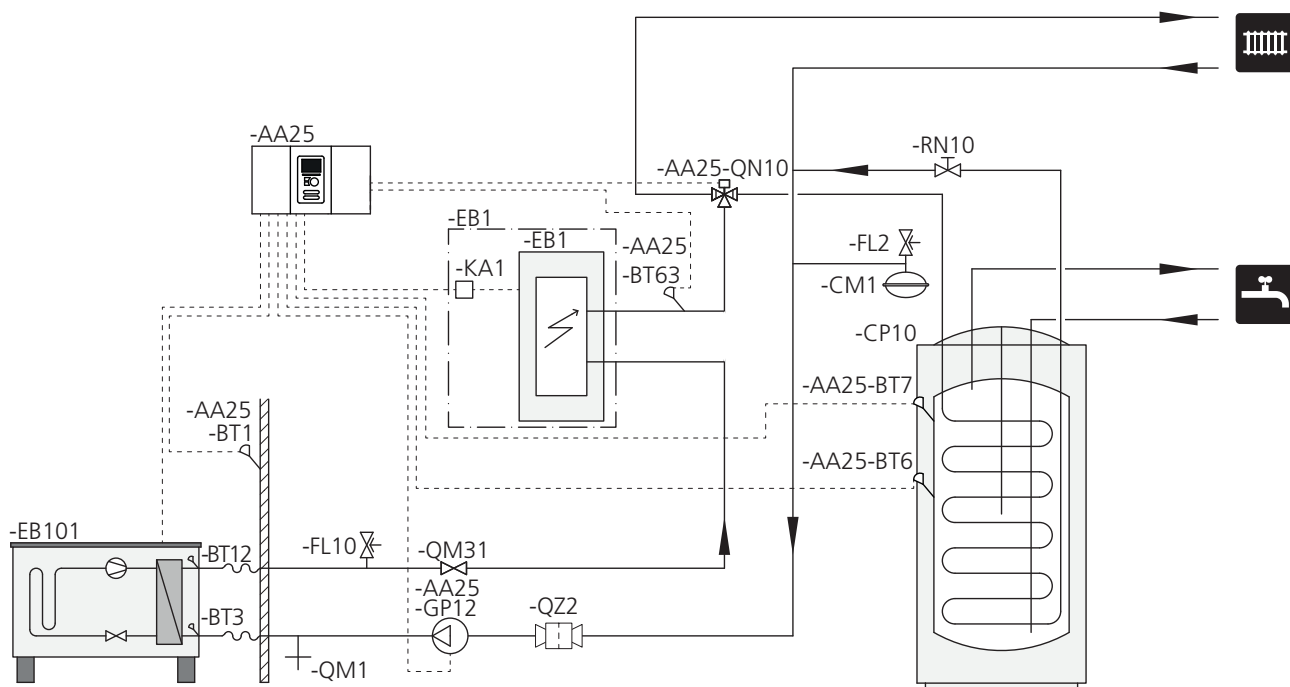 -AA25
-RN10
-AA25-QN10
-EB1
-EB1
-AA25
-FL2
-KA1
-BT63
-CM1
-CP10
-AA25-BT7
-AA25
-BT1
-AA25-BT6
-EB101
-BT12
-FL10
-QM31
-AA25
-GP12
-QZ2
-BT3
-QM1